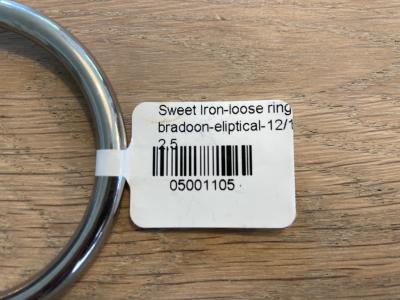 Sweet Iron-loose ring
bradoon-eliptical-12/1
2.5
05001105